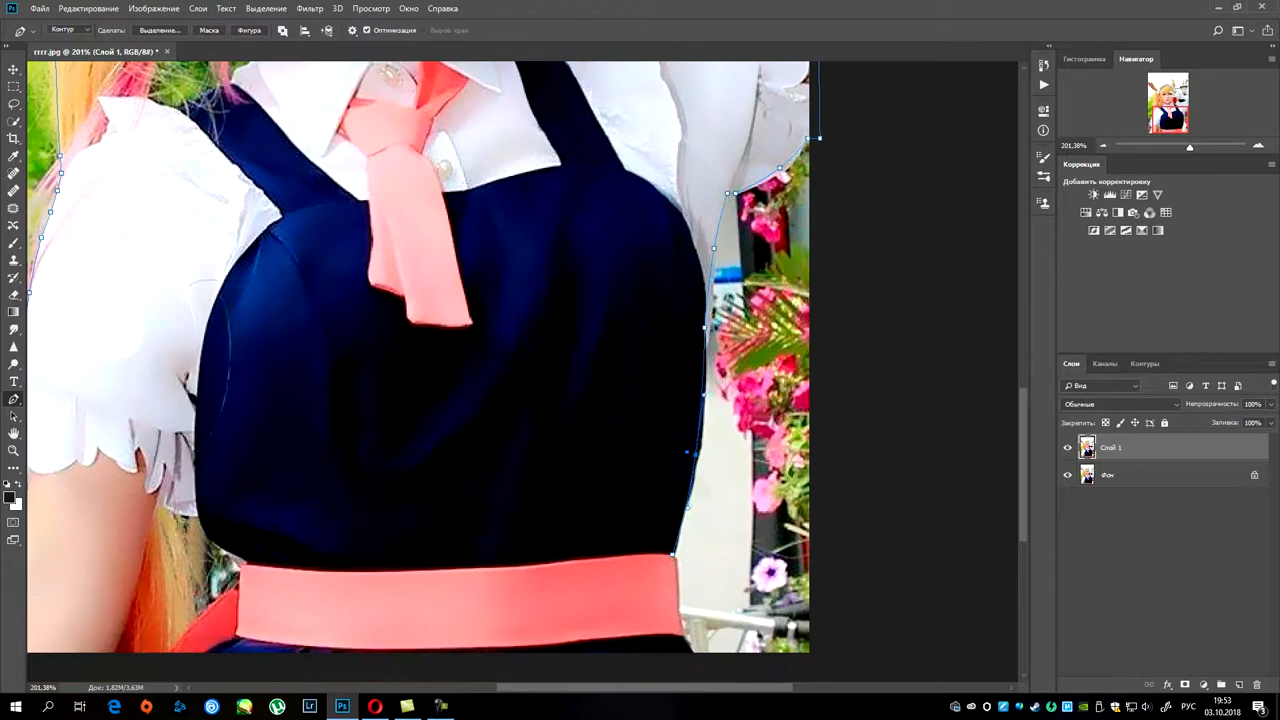 Файл Редактирование Изображение Слои Текст Выделение Фильтр 3D Просмотр Окно Справка
Контур Сделать: Выделение... Маска Фигура Оптимизация Выров. края
rrrr.jpg @ 201% (Слой 1, RGB/8#) *
Гистограмма Навигатор
201,38%
Коррекция
Добавить корректировку
Слои Каналы Контуры
Вид
Обычные Непрозрачность: 100%
Закрепить: Заливка: 100%
Слой 1
Фон
201,38% Док: 1,82M/3,63M
РУС 19:53
03.10.2018